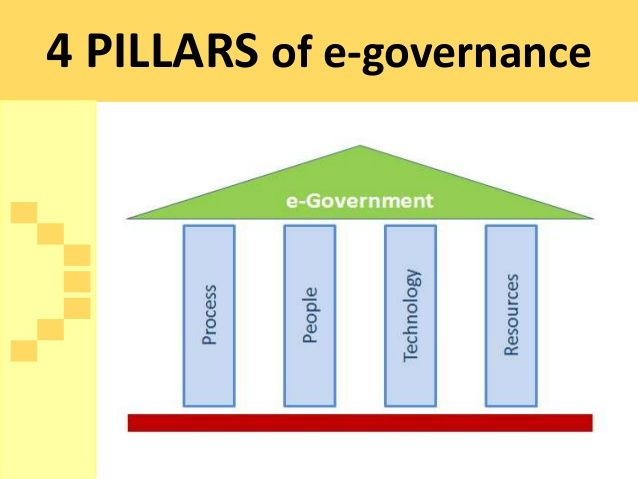 4 PILLARS of e-governance
e-Government
Process
People
Technology
Resources